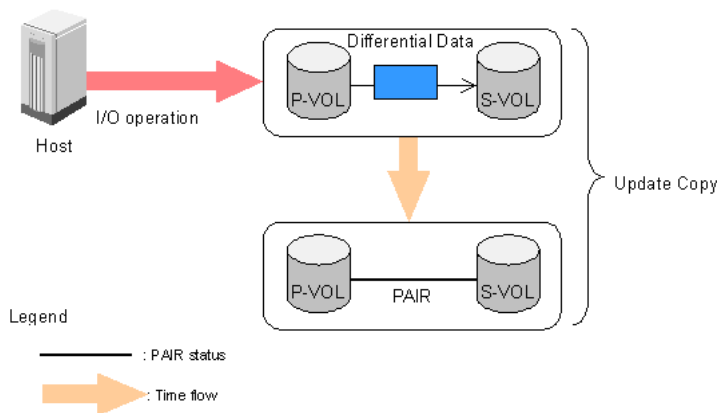 Differential Data
P-VOL
S-VOL
I/O operation
Host
Update Copy
P-VOL
PAIR
S-VOL
Legend
: PAIR status
: Time flow